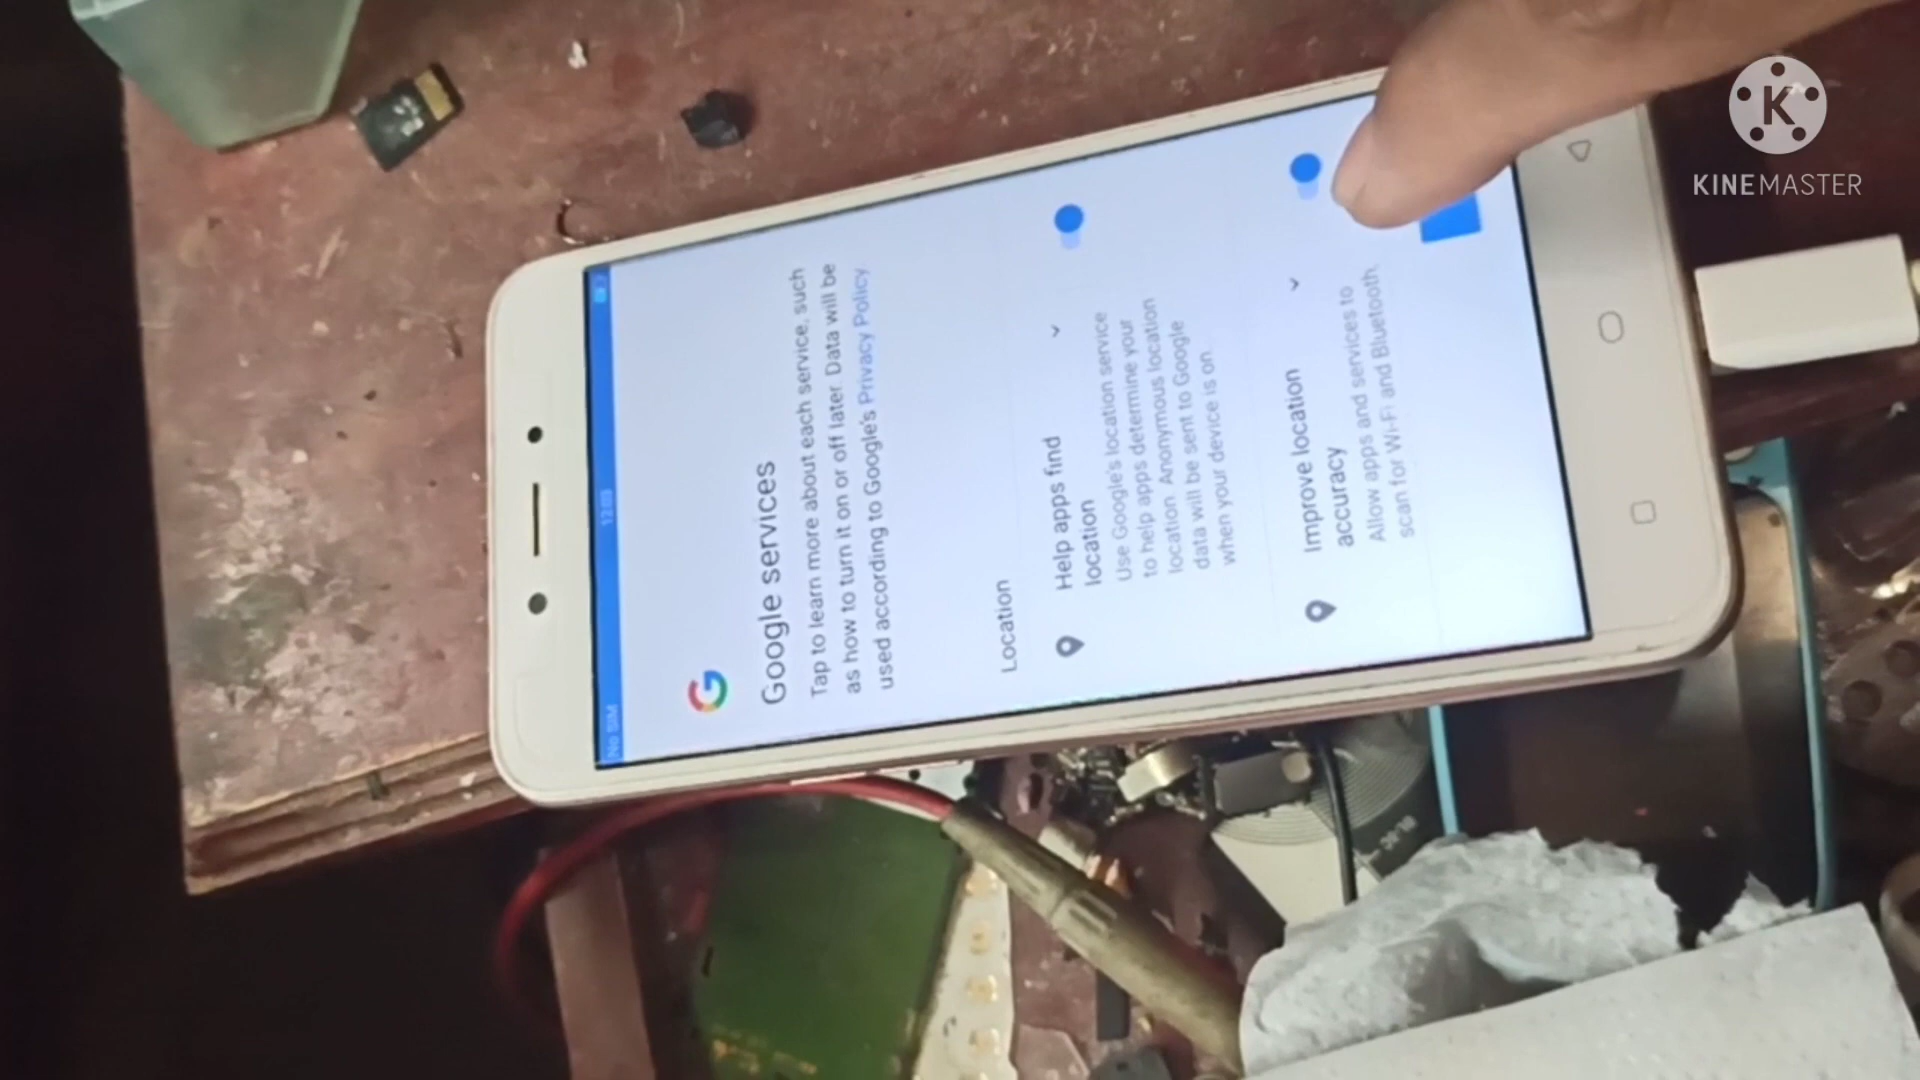 No SIM 12:03
Google services
Tap to learn more about each service, such
as how to turn it on or off later. Data will be
used according to Google's Privacy Policy
Location
Help apps find
location
Use Google's location service
to help apps determine your
location. Anonymous location
data will be sent to Google
when your device is on.
Improve location
accuracy
Allow apps and services to
scan for Wi-Fi and Bluetooth,
K
KINEMASTER